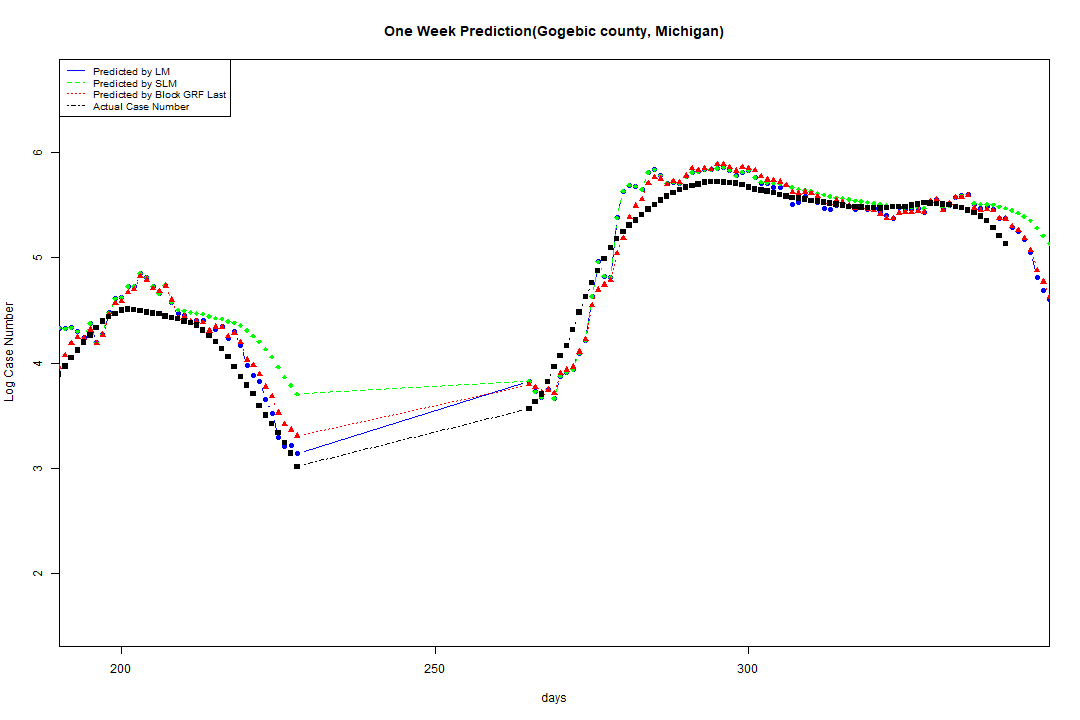 One Week Prediction(Gogebic county, Michigan)
Predicted by LM
Predicted by SLM
Predicted by Block GRF Last
Actual Case Number
6
5
4
3
2
Log Case Number
200 250 300
days